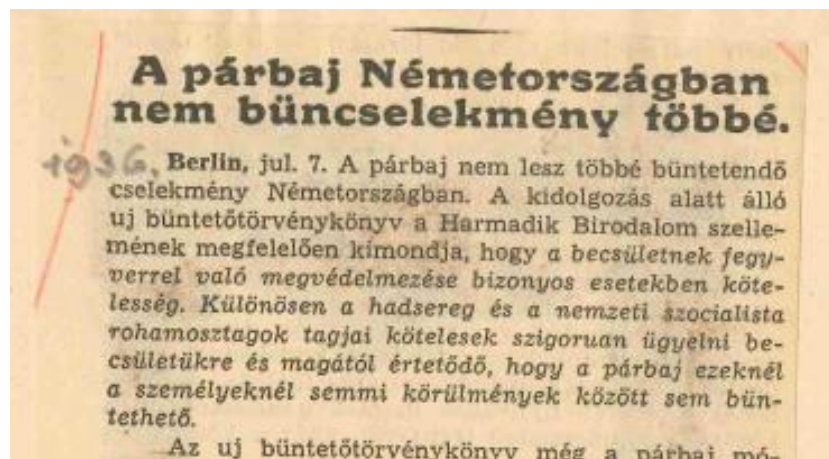 A párbaj Németországban
nem büncselekmény többé.
1936. Berlin, jul. 7. A párbaj nem lesz többé büntetendő
cselekmény Németországban. A kidolgozás alatt álló
uj büntetőtörvénykönyv a Harmadik Birodalom szelle-
mének megfelelően kimondja, hogy a becsületnek fegy-
verrel való megvédelmezése bizonyos esetekben köte-
lesség. Különösen a hadsereg és a nemzeti szocialista
rohamosztagok tagjai kötelesek szigoruan ügyelni be-
csületükre és magától értetődő, hogy a párbaj ezeknél
a személyeknél semmi körülmények között sem bün-
tethető.
Az uj büntetőtörvénykönyv még a párbaj mó-